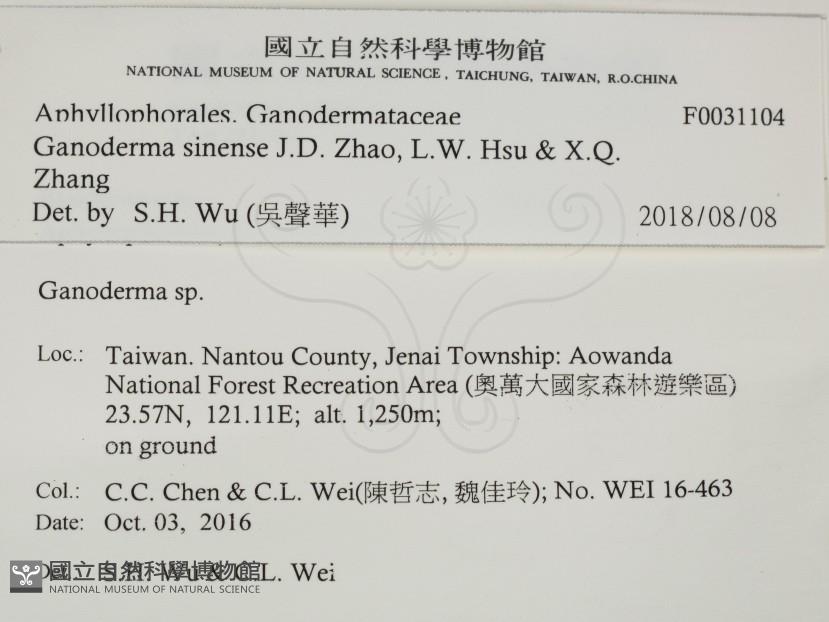 國立自然科學博物館
NATIONAL MUSEUM OF NATURAL SCIENCE, TAICHUNG, TAIWAN, R.O.CHINA
Aphyllophorales. Ganodermataceae F0031104
Ganoderma sinense J.D. Zhao, L.W. Hsu & X.Q.
Zhang
Det. by S.H. Wu (吳聲華) 2018/08/08
Ganoderma sp.
Loc.: Taiwan. Nantou County, Jenai Township: Aowanda
National Forest Recreation Area (奧萬大國家森林遊樂區)
23.57N, 121.11E; alt. 1,250m;
on ground
Col.: C.C. Chen & C.L. Wei(陳哲志, 魏佳玲); No. WEI 16-463
Date: Oct. 03, 2016
S.H. Wu & C.L. Wei
國立自然科學博物館
NATIONAL MUSEUM OF NATURAL SCIENCE